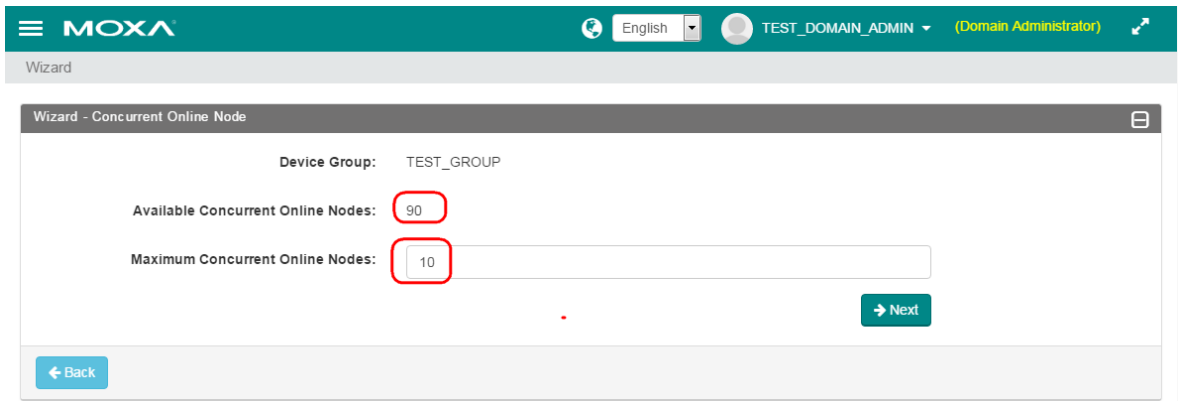 MOXA English TEST_DOMAIN_ADMIN (Domain Administrator)
Wizard
Wizard - Concurrent Online Node
Device Group: TEST_GROUP
Available Concurrent Online Nodes: 90
Maximum Concurrent Online Nodes: 10
Next
Back